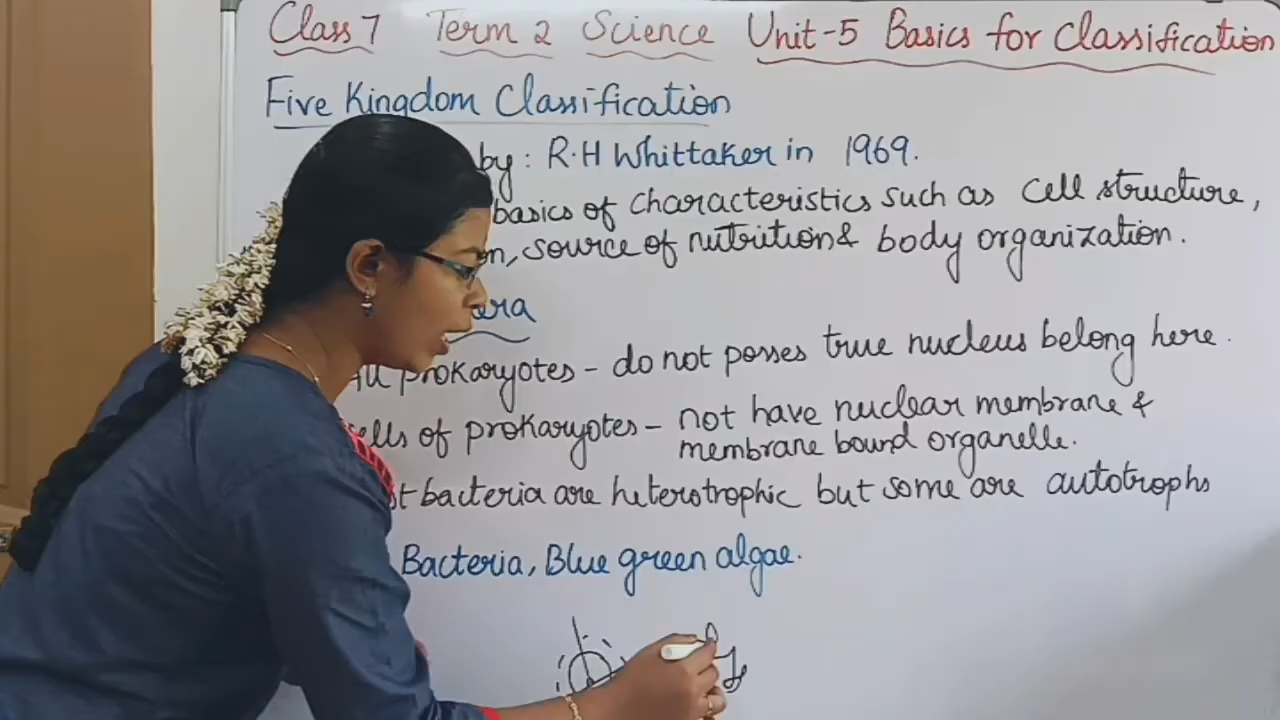 Class 7 Term 2 Science Unit-5 Basics for Classification
Five Kingdom Classification
by: R.H Whittaker in 1969.
basics of characteristics such as cell structure,
source of nutrition & body organization.
All prokaryotes - do not posses true nucleus belong here.
cells of prokaryotes - not have nuclear membrane &
membrane bound organelle.
bacteria are heterotrophic but some are autotrophs
Bacteria, Blue green algae.